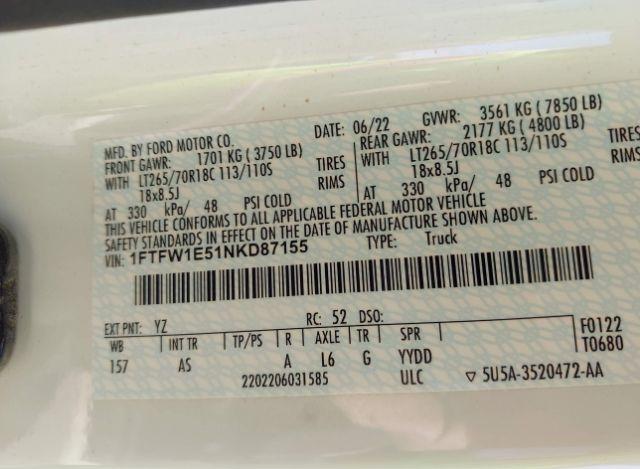 MFD. BY FORD MOTOR CO.
DATE: 06/22 GVWR: 3561 KG ( 7850 LB)
FRONT GAWR: 1701 KG ( 3750 LB) REAR GAWR: 2177 KG ( 4800 LB)
WITH LT265/70R18C 113/110S TIRES WITH LT265/70R18C 113/110S TIRES
18x8.5J RIMS 18x8.5J RIMS
AT 330 kPa/ 48 PSI COLD AT 330 kPa/ 48 PSI COLD
THIS VEHICLE CONFORMS TO ALL APPLICABLE FEDERAL MOTOR VEHICLE
SAFETY STANDARDS IN EFFECT ON THE DATE OF MANUFACTURE SHOWN ABOVE.
VIN: 1FTFW1E51NKD87155 TYPE: Truck
EXT PNT: YZ RC: 52 DSO:
WB INT TR TP/PS R AXLE TR SPR F0122
157 AS A L6 G YYDD T0680
2202206031585 ULC ▽ 5U5A-3520472-AA